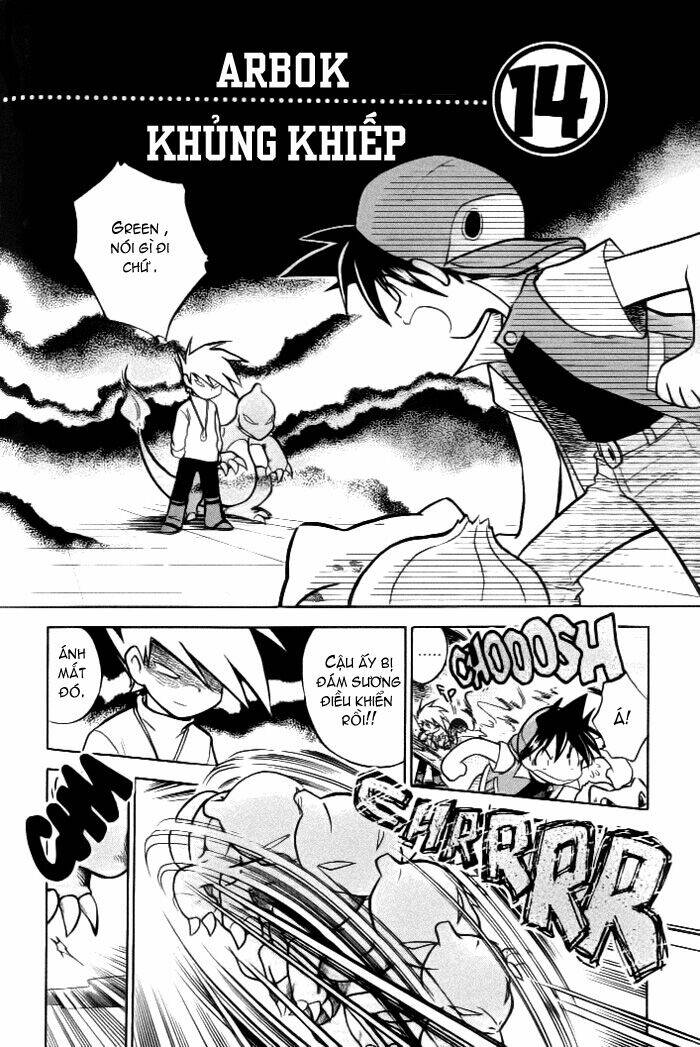 ARBOK
14
KHỦNG KHIẾP
GREEN ,
NÓI GÌ ĐI
CHỨ .
CHOOOSH
Á!
CẬU ẤY BỊ
ĐÁM SƯƠNG
ĐIỀU KHIỂN
RỒI!!
ÁNH
MẮT
ĐÓ.
CHRRRR